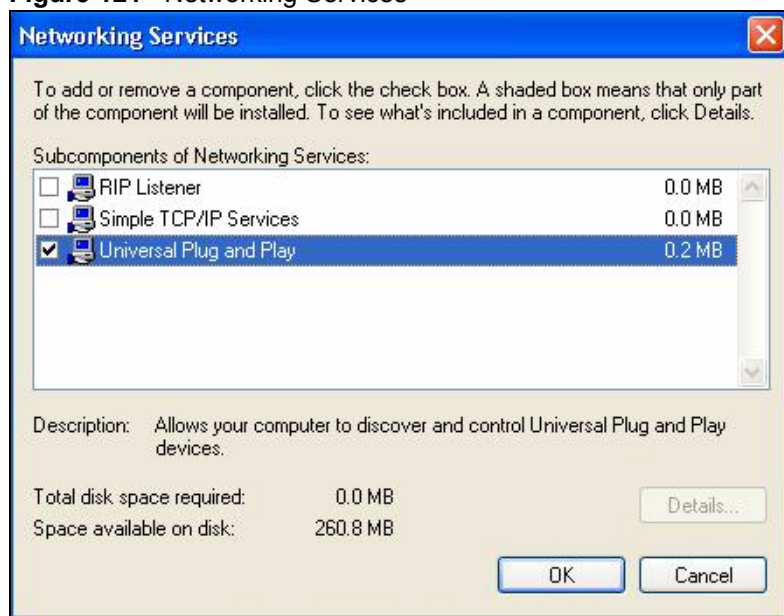 Networking Services
To add or remove a component, click the check box. A shaded box means that only part
of the component will be installed. To see what's included in a component, click Details.
Subcomponents of Networking Services:
RIP Listener 0.0 MB
Simple TCP/IP Services 0.0 MB
Universal Plug and Play 0.2 MB
Description: Allows your computer to discover and control Universal Plug and Play
devices.
Total disk space required: 0.0 MB
Details...
Space available on disk: 260.8 MB
OK Cancel